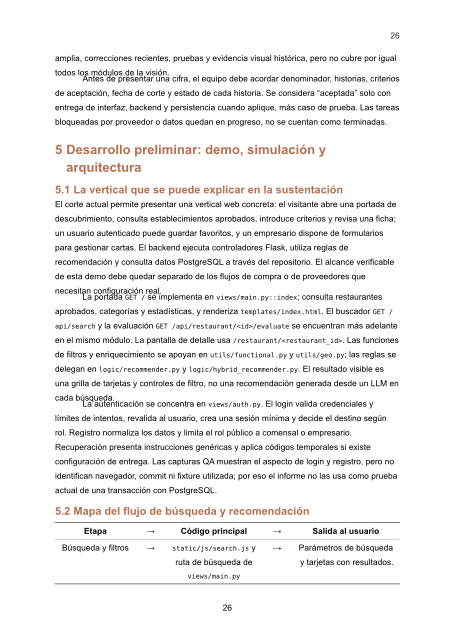 26
amplia, correcciones recientes, pruebas y evidencia visual histórica, pero no cubre por igual
todos los módulos de la visión.
Antes de presentar una cifra, el equipo debe acordar denominador, historias, criterios
de aceptación, fecha de corte y estado de cada historia. Se considera “aceptada” solo con
entrega de interfaz, backend y persistencia cuando aplique, más caso de prueba. Las tareas
bloqueadas por proveedor o datos quedan en progreso, no se cuentan como terminadas.
5 Desarrollo preliminar: demo, simulación y
arquitectura
5.1 La vertical que se puede explicar en la sustentación
El corte actual permite presentar una vertical web concreta: el visitante abre una portada de
descubrimiento, consulta establecimientos aprobados, introduce criterios y revisa una ficha;
un usuario autenticado puede guardar favoritos, y un empresario dispone de formularios
para gestionar cartas. El backend ejecuta controladores Flask, utiliza reglas de
recomendación y consulta datos PostgreSQL a través del repositorio. El alcance verificable
de esta demo debe quedar separado de los flujos de compra o de proveedores que
necesitan configuración real.
La portada GET / se implementa en views/main.py::index; consulta restaurantes
aprobados, categorías y estadísticas, y renderiza templates/index.html. El buscador GET /
api/search y la evaluación GET /api/restaurant/<id>/evaluate se encuentran más adelante
en el mismo módulo. La pantalla de detalle usa /restaurant/<restaurant_id>. Las funciones
de filtros y enriquecimiento se apoyan en utils/functional.py y utils/geo.py; las reglas se
delegan en logic/recommender.py y logic/hybrid_recommender.py. El resultado visible es
una grilla de tarjetas y controles de filtro, no una recomendación generada desde un LLM en
cada búsqueda.
La autenticación se concentra en views/auth.py. El login valida credenciales y
límites de intentos, revalida al usuario, crea una sesión mínima y decide el destino según
rol. Registro normaliza los datos y limita el rol público a comensal o empresario.
Recuperación presenta instrucciones genéricas y aplica códigos temporales si existe
configuración de entrega. Las capturas QA muestran el aspecto de login y registro, pero no
identifican navegador, commit ni fixture utilizada; por eso el informe no las usa como prueba
actual de una transacción con PostgreSQL.
5.2 Mapa del flujo de búsqueda y recomendación
Etapa → Código principal → Salida al usuario
Búsqueda y filtros → static/js/search.js y → Parámetros de búsqueda
ruta de búsqueda de y tarjetas con resultados.
views/main.py
26